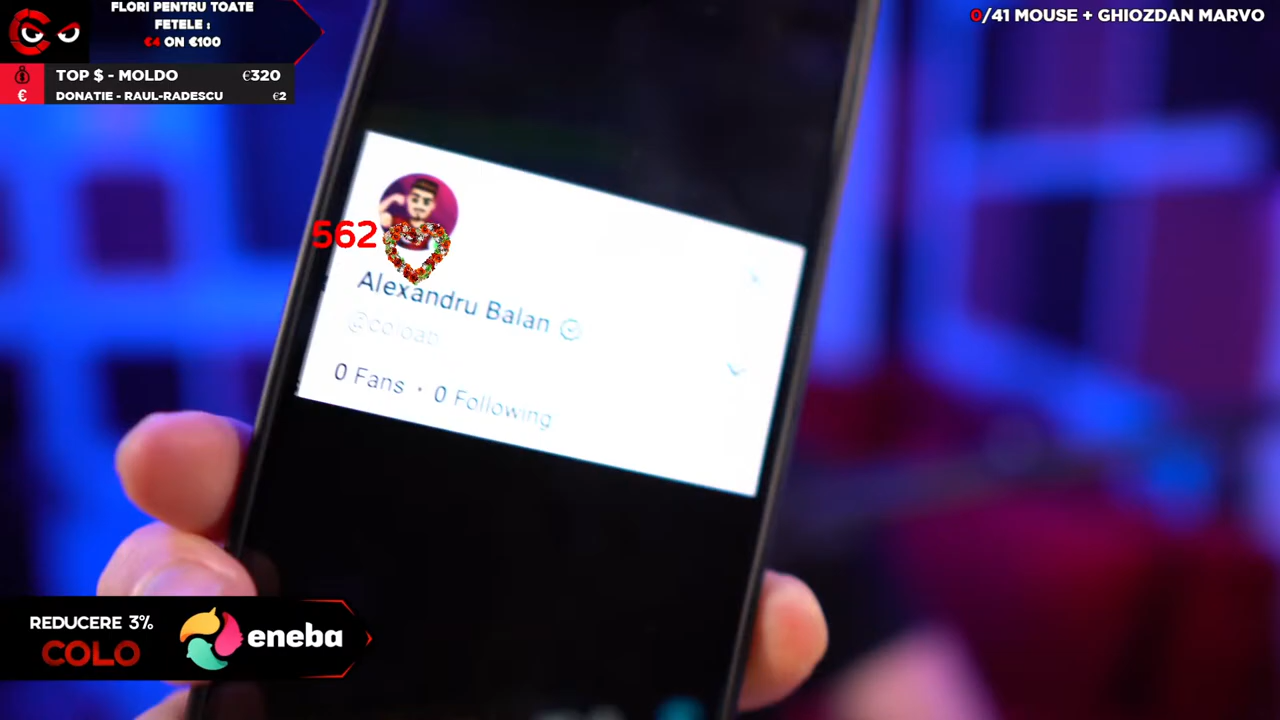 FLORI PENTRU TOATE
FETELE :
€4 ON €100
TOP $ - MOLDO €320
DONATIE - RAUL-RADESCU €2
0/41 MOUSE + GHIOZDAN MARVO
562
Alexandru Balan
@coloab
0 Fans · 0 Following
REDUCERE 3%
COLO
eneba